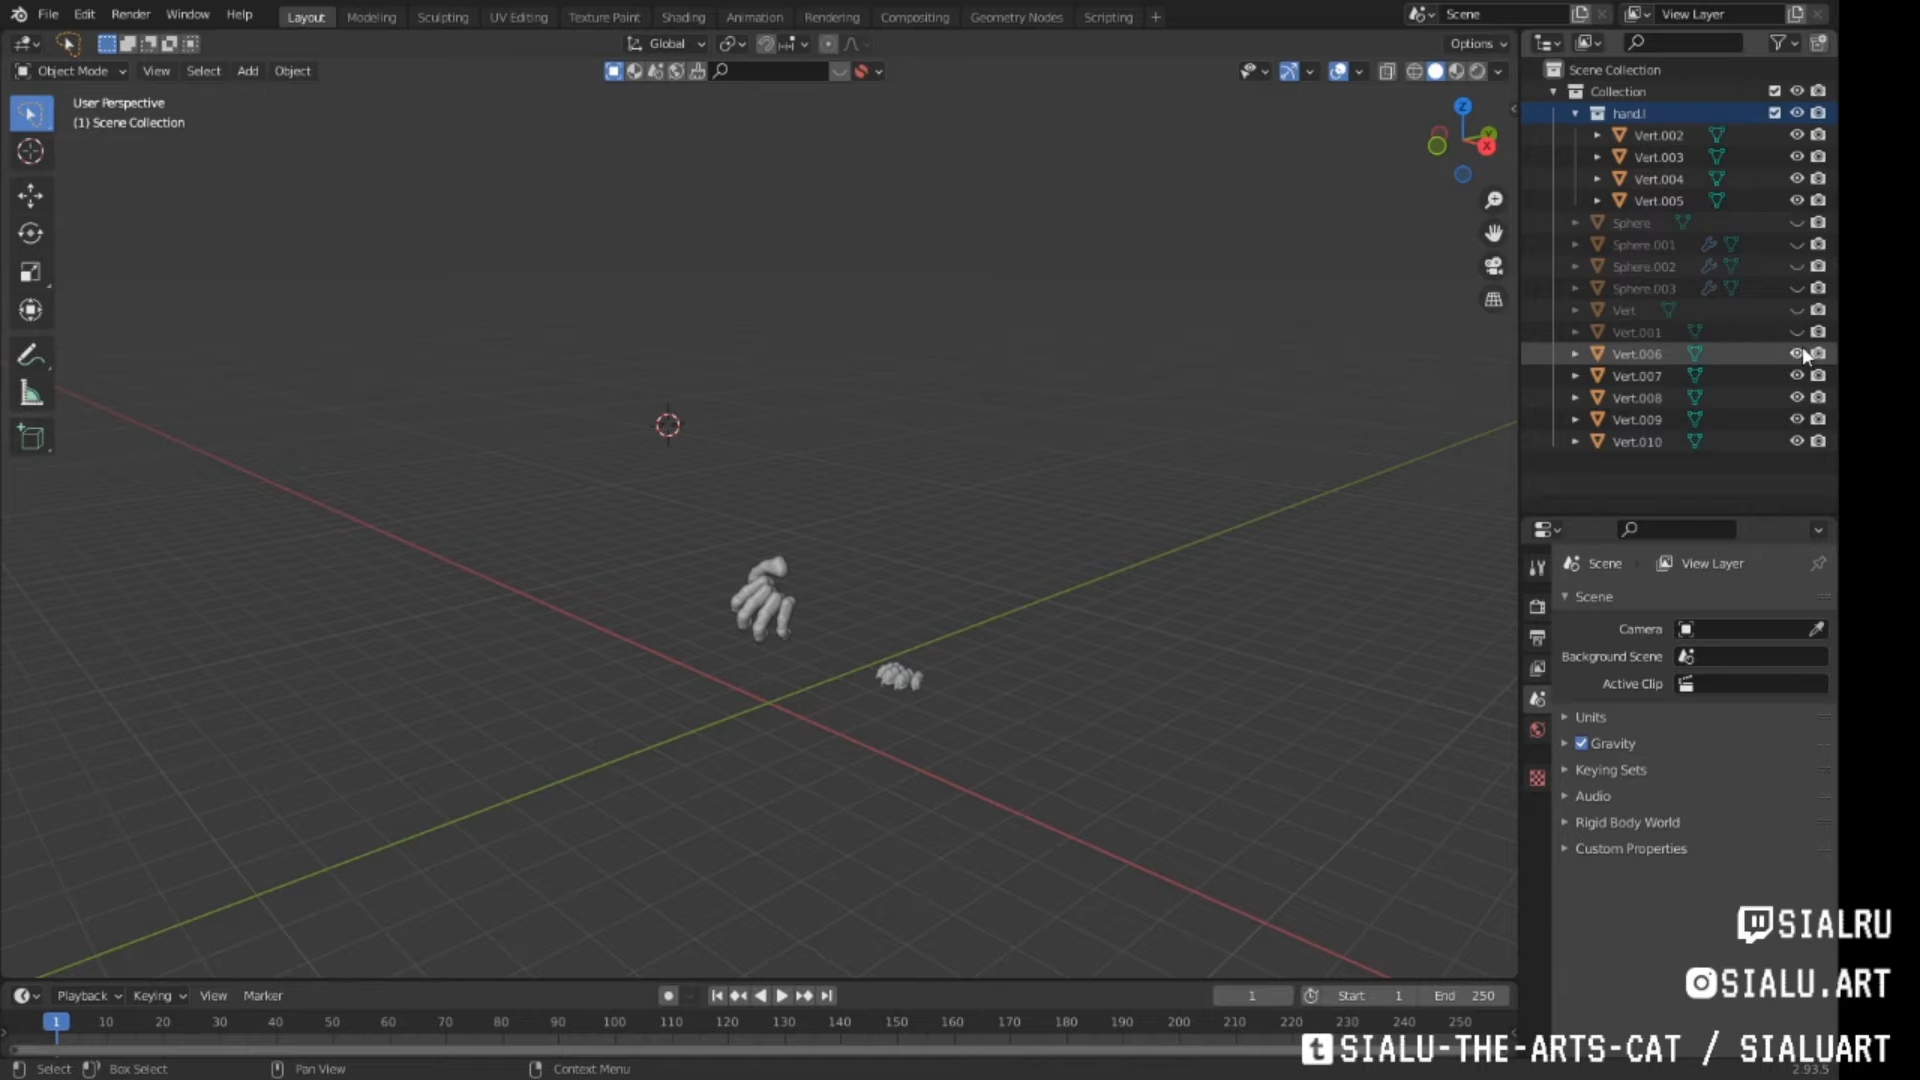 File Edit Render Window Help Layout Modeling Sculpting UV Editing Texture Paint Shading Animation Rendering Compositing Geometry Nodes Scripting + Scene View Layer
Global Options
Object Mode View Select Add Object
User Perspective
(1) Scene Collection
Z
Y
X
Scene Collection
Collection
hand.l
Vert.002
Vert.003
Vert.004
Vert.005
Sphere
Sphere.001
Sphere.002
Sphere.003
Vert
Vert.001
Vert.006
Vert.007
Vert.008
Vert.009
Vert.010
Scene View Layer
Scene
Camera
Background Scene
Active Clip
Units
Gravity
Keying Sets
Audio
Rigid Body World
Custom Properties
SIALRU
SIALU.ART
SIALU-THE-ARTS-CAT / SIALUART
Playback Keying View Marker 1 Start 1 End 250
1 10 20 30 40 50 60 70 80 90 100 110 120 130 140 150 160 170 180 190 200 210 220 230 240 250
Select Box Select Pan View Context Menu 2.93.5